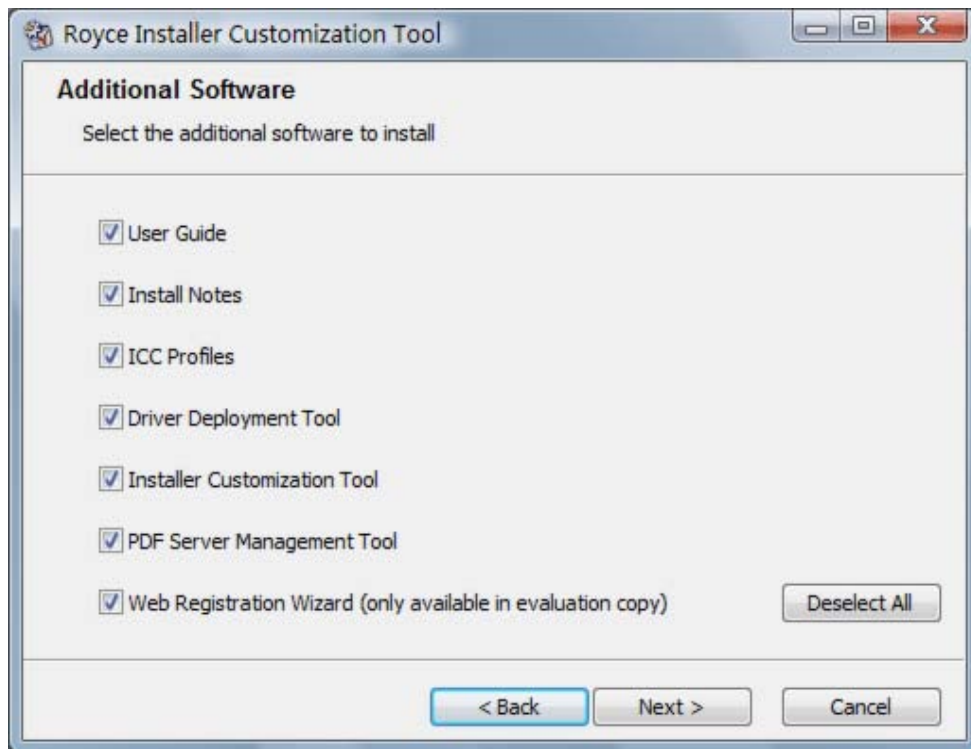 Royce Installer Customization Tool
Additional Software
Select the additional software to install
User Guide
Install Notes
ICC Profiles
Driver Deployment Tool
Installer Customization Tool
PDF Server Management Tool
Web Registration Wizard (only available in evaluation copy)
Deselect All
< Back
Next >
Cancel